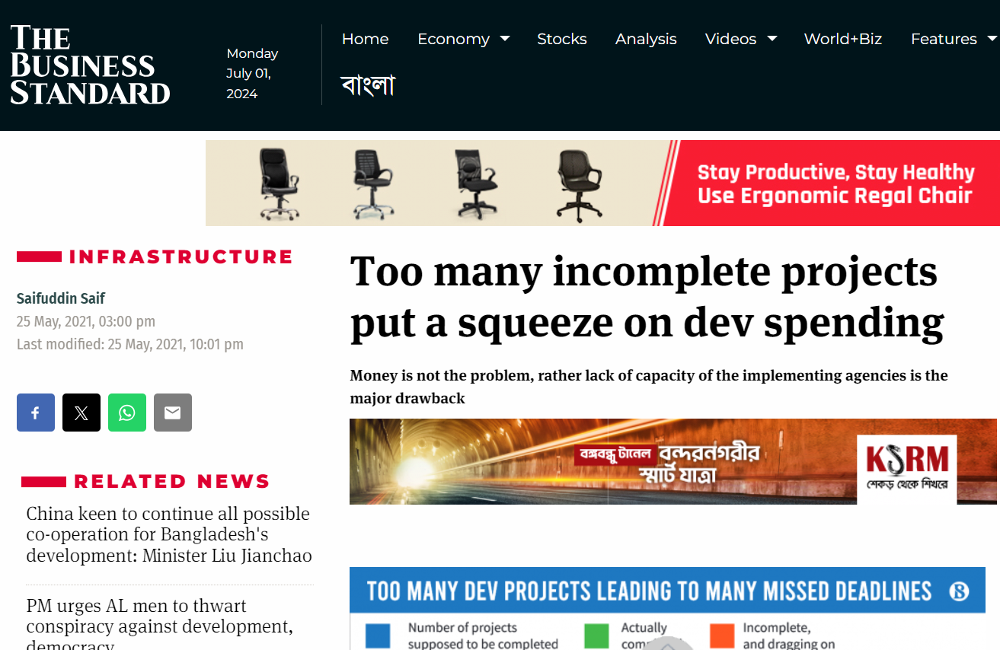 THE
BUSINESS
STANDARD
Monday
July 01,
2024
Home Economy Stocks Analysis Videos World+Biz Features
বাংলা
Stay Productive, Stay Healthy
Use Ergonomic Regal Chair
INFRASTRUCTURE
Saifuddin Saif
25 May, 2021, 03:00 pm
Last modified: 25 May, 2021, 10:01 pm
Too many incomplete projects
put a squeeze on dev spending
Money is not the problem, rather lack of capacity of the implementing agencies is the
major drawback
বঙ্গবন্ধু টানেল বন্দরনগরীর
স্মার্ট যাত্রা
KSRM
শেকড় থেকে শিখরে
RELATED NEWS
China keen to continue all possible
co-operation for Bangladesh's
development: Minister Liu Jianchao
PM urges AL men to thwart
conspiracy against development,
democracy
TOO MANY DEV PROJECTS LEADING TO MANY MISSED DEADLINES
Number of projects
supposed to be completed
Actually
Incomplete,
and dragging on